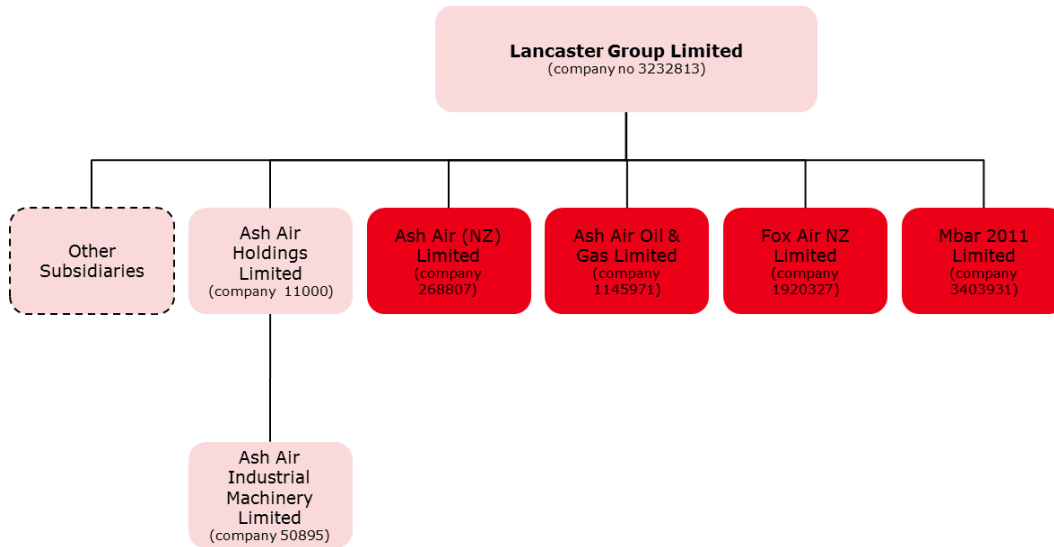 Lancaster Group Limited
(company no 3232813)
Other
Subsidiaries
Ash Air
Holdings
Limited
(company  11000)
Ash Air (NZ)
Limited
(company
268807)
Ash Air Oil &
Gas Limited
(company
1145971)
Fox Air NZ
Limited
(company
1920327)
Mbar 2011
Limited
(company
3403931)
Ash Air
Industrial
Machinery
Limited
(company 50895)